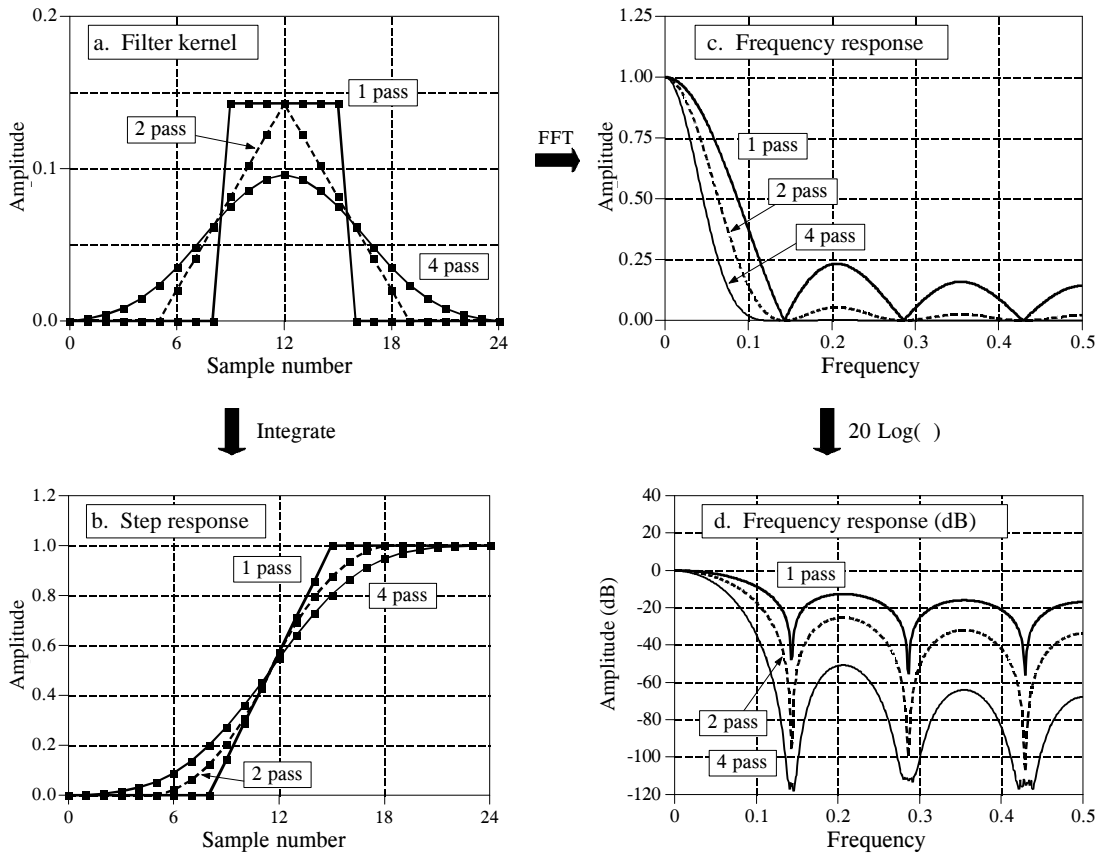 a. Filter kernel
0.2
0.1
0.0
Amplitude
1 pass
2 pass
4 pass
0 6 12 18 24
Sample number
FFT
c. Frequency response
1.25
1.00
0.75
0.50
0.25
0.00
Amplitude
1 pass
2 pass
4 pass
0 0.1 0.2 0.3 0.4 0.5
Frequency
Integrate
20 Log( )
b. Step response
1.2
1.0
0.8
0.6
0.4
0.2
0.0
Amplitude
1 pass
4 pass
2 pass
0 6 12 18 24
Sample number
d. Frequency response (dB)
40
20
0
-20
-40
-60
-80
-100
-120
Amplitude (dB)
1 pass
2 pass
4 pass
0 0.1 0.2 0.3 0.4 0.5
Frequency